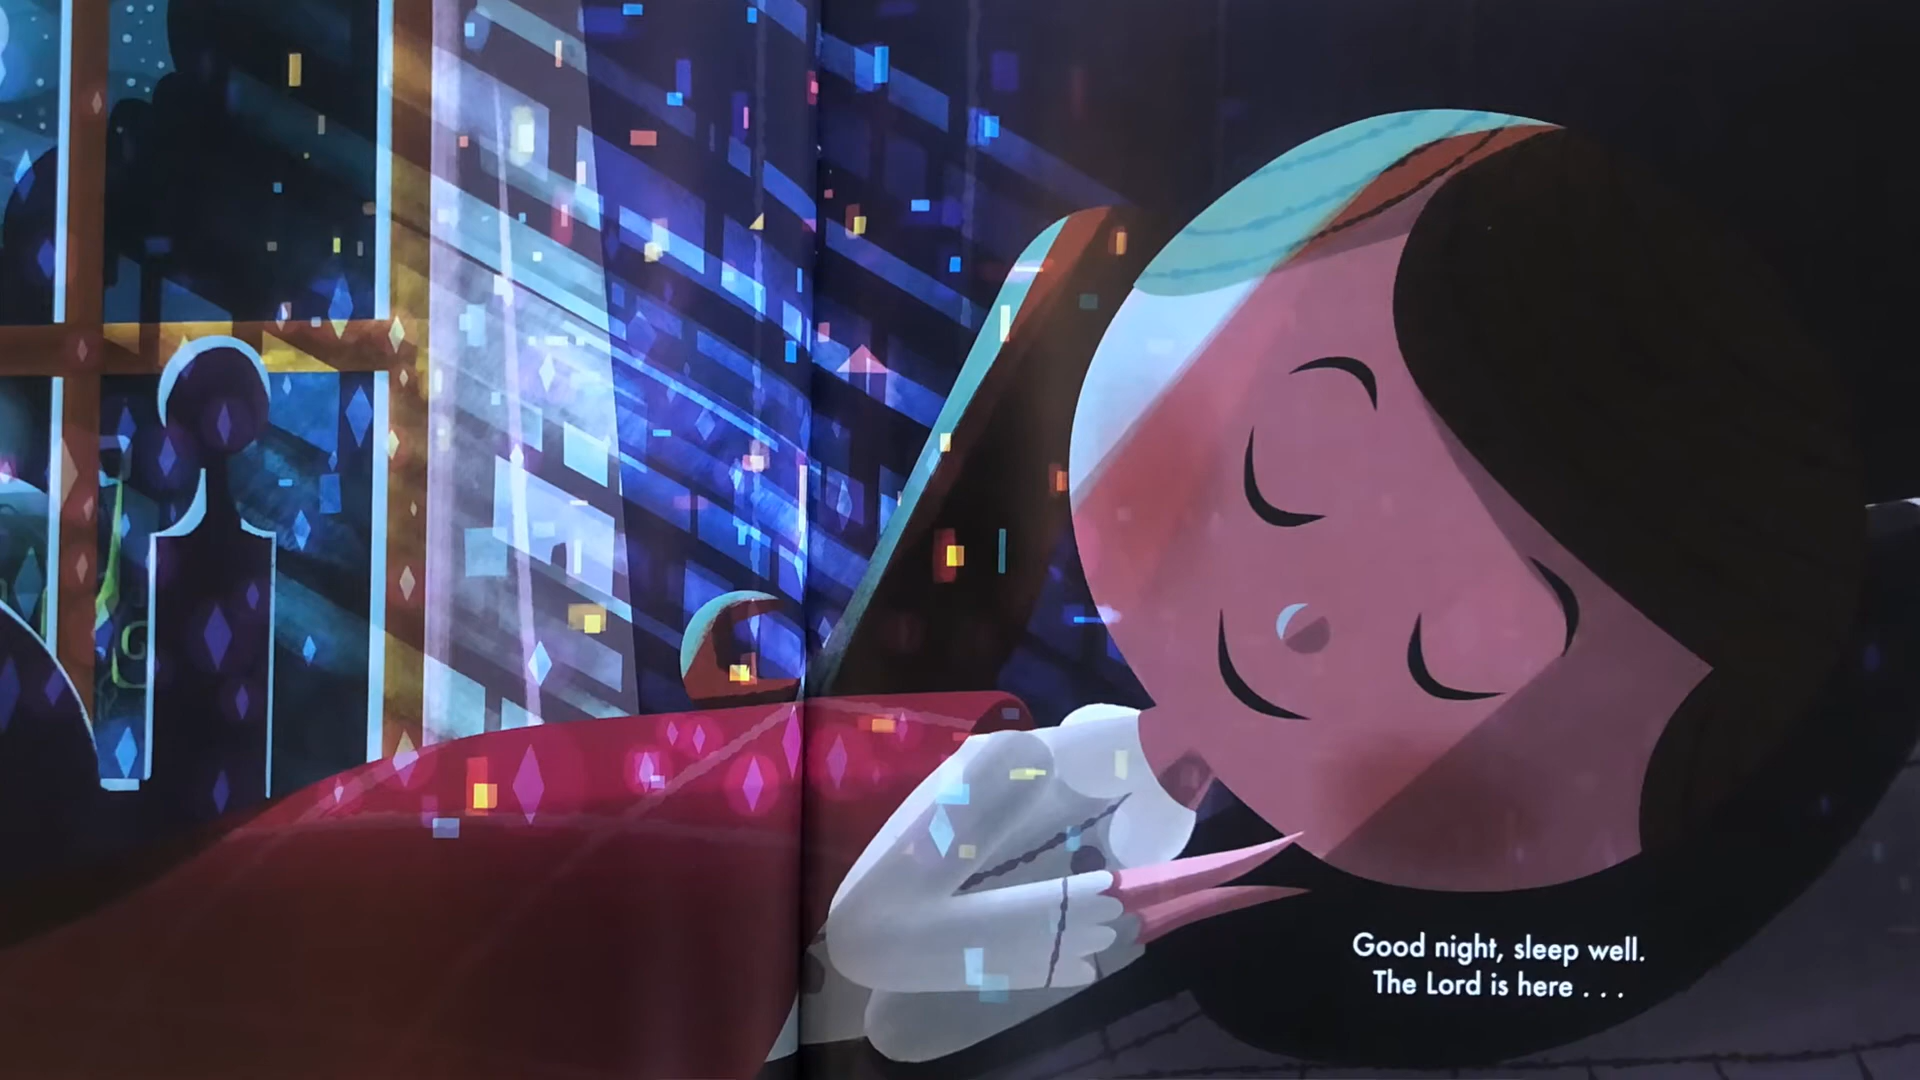 Good night, sleep well.
The Lord is here . . .